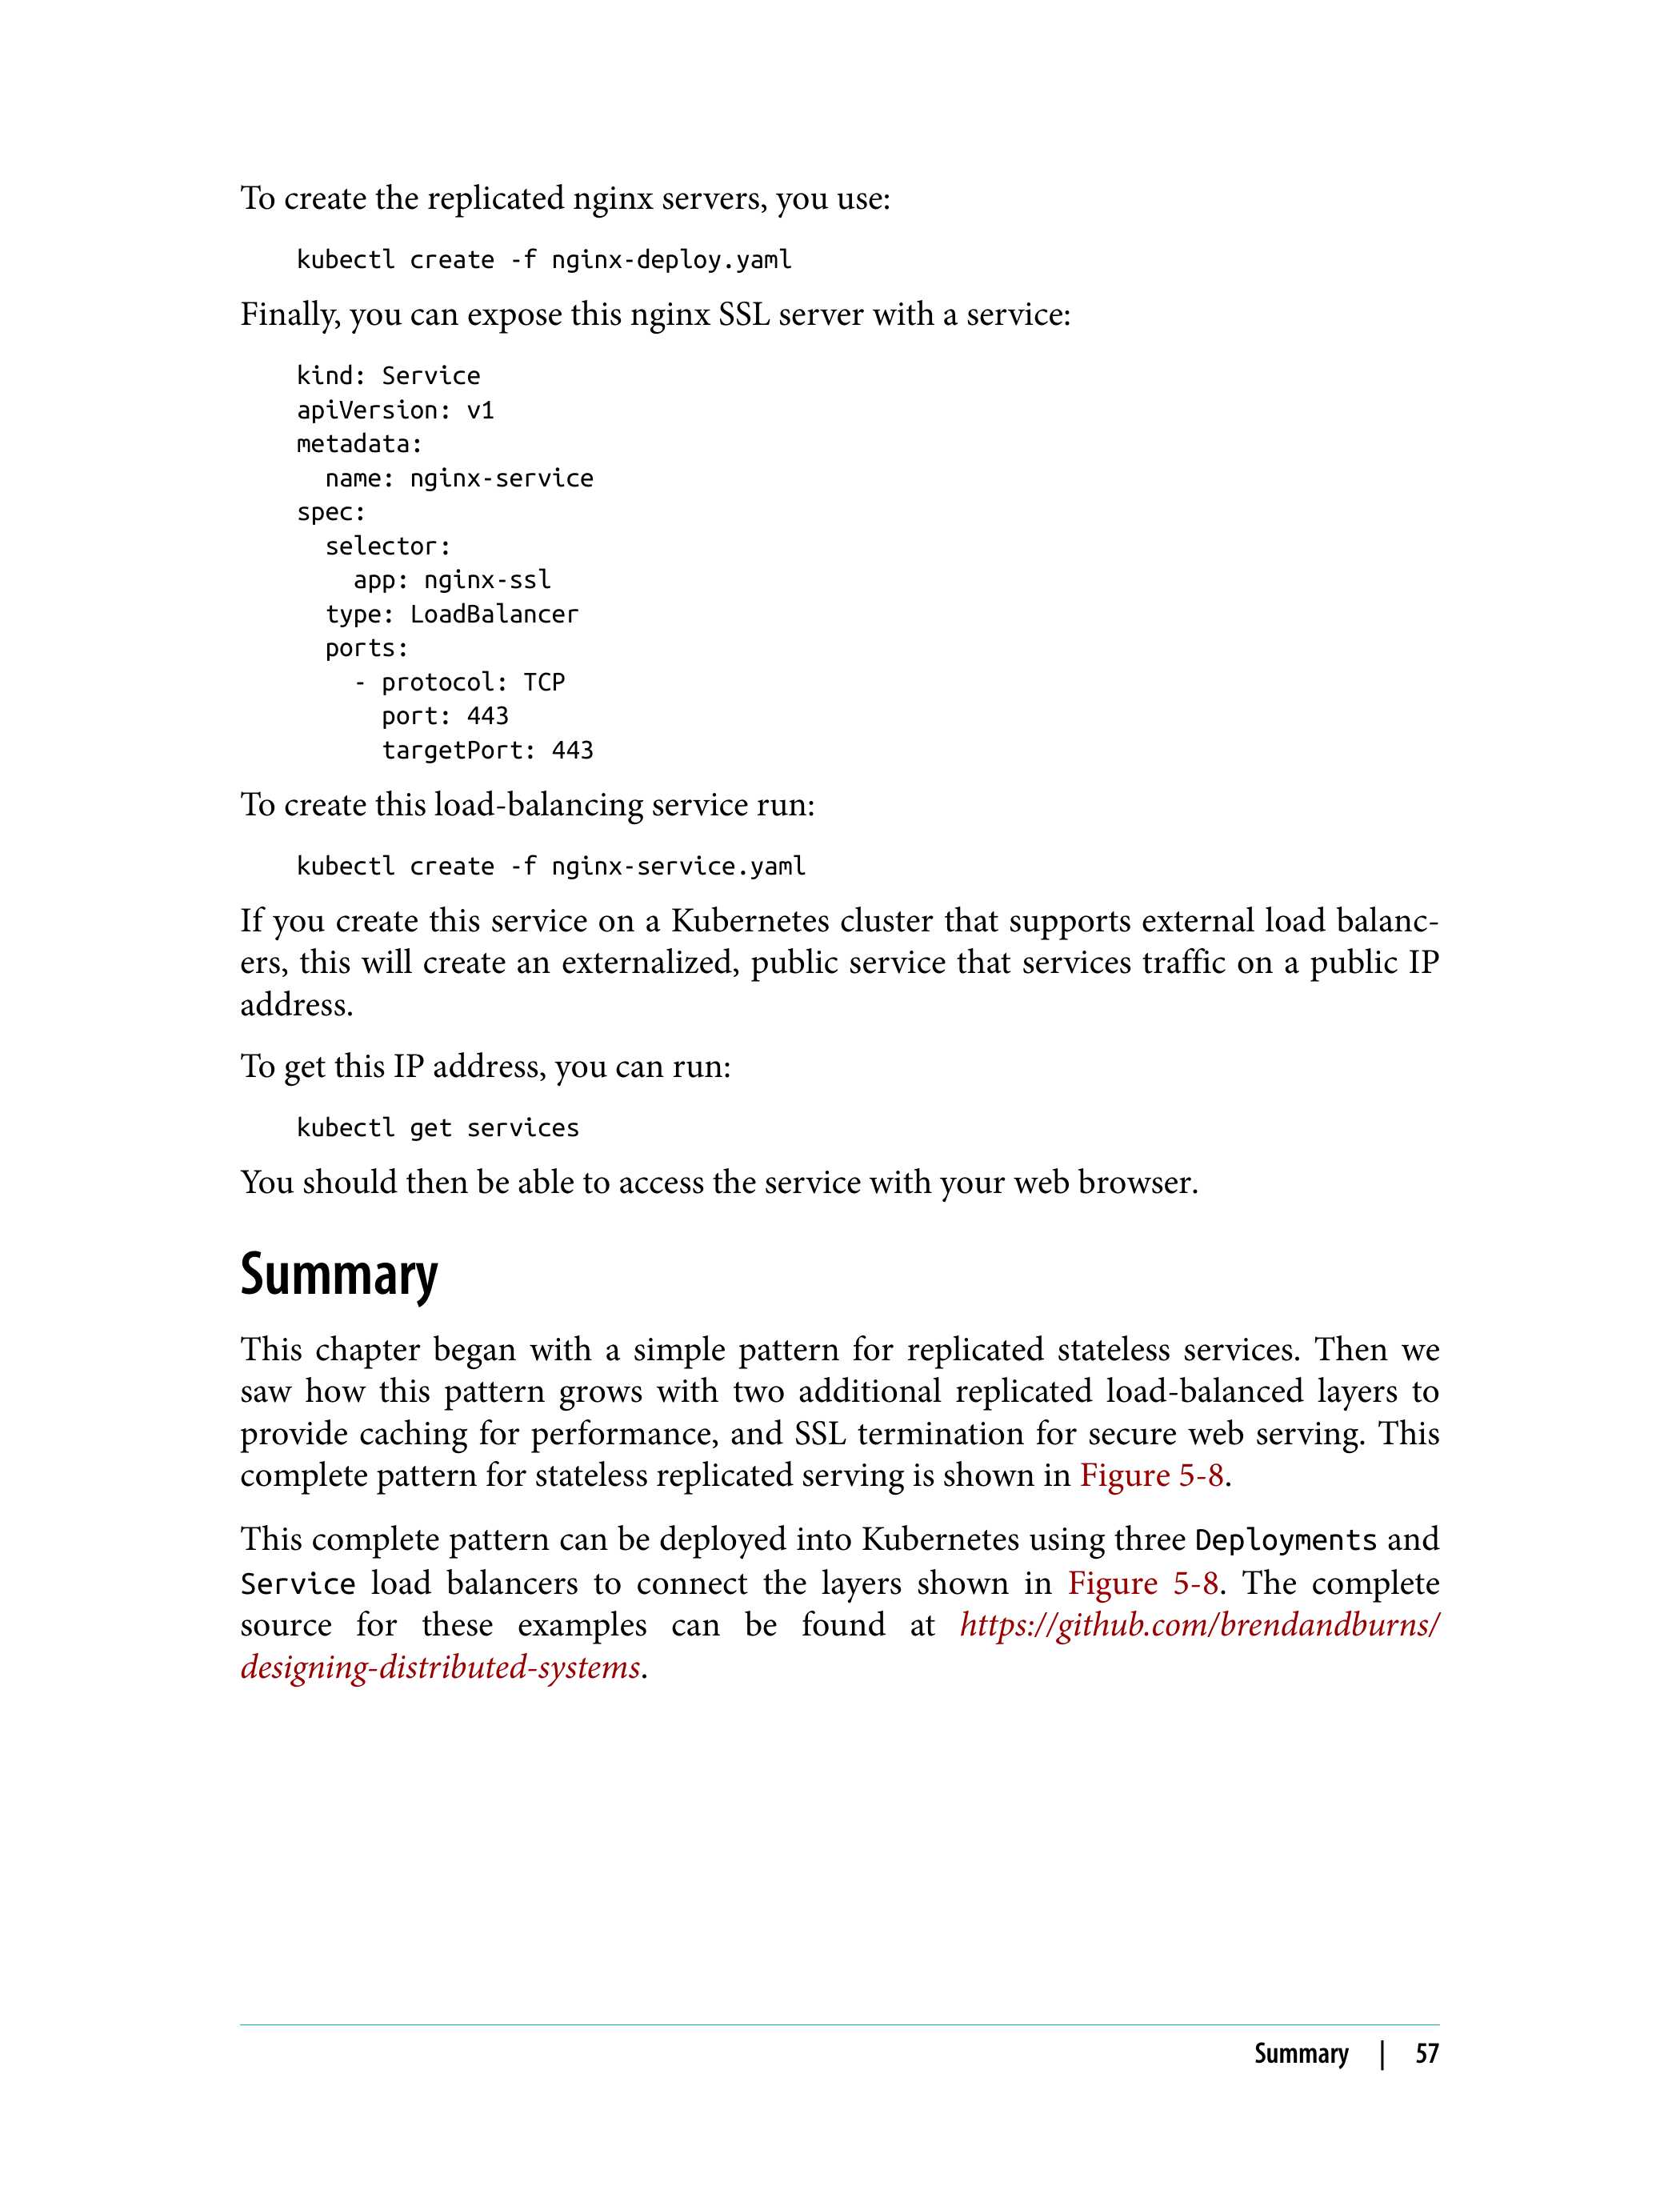 To create the replicated nginx servers, you use:
kubectl create -f nginx-deploy.yaml
Finally, you can expose this nginx SSL server with a service:
kind: Service
apiVersion: v1
metadata:
  name: nginx-service
spec:
  selector:
    app: nginx-ssl
  type: LoadBalancer
  ports:
    - protocol: TCP
      port: 443
      targetPort: 443
To create this load-balancing service run:
kubectl create -f nginx-service.yaml
If you create this service on a Kubernetes cluster that supports external load balanc-
ers, this will create an externalized, public service that services traffic on a public IP
address.
To get this IP address, you can run:
kubectl get services
You should then be able to access the service with your web browser.
Summary
This chapter began with a simple pattern for replicated stateless services. Then we
saw how this pattern grows with two additional replicated load-balanced layers to
provide caching for performance, and SSL termination for secure web serving. This
complete pattern for stateless replicated serving is shown in Figure 5-8.
This complete pattern can be deployed into Kubernetes using three Deployments and
Service load balancers to connect the layers shown in Figure 5-8. The complete
source for these examples can be found at https://github.com/brendandburns/
designing-distributed-systems.
Summary | 57